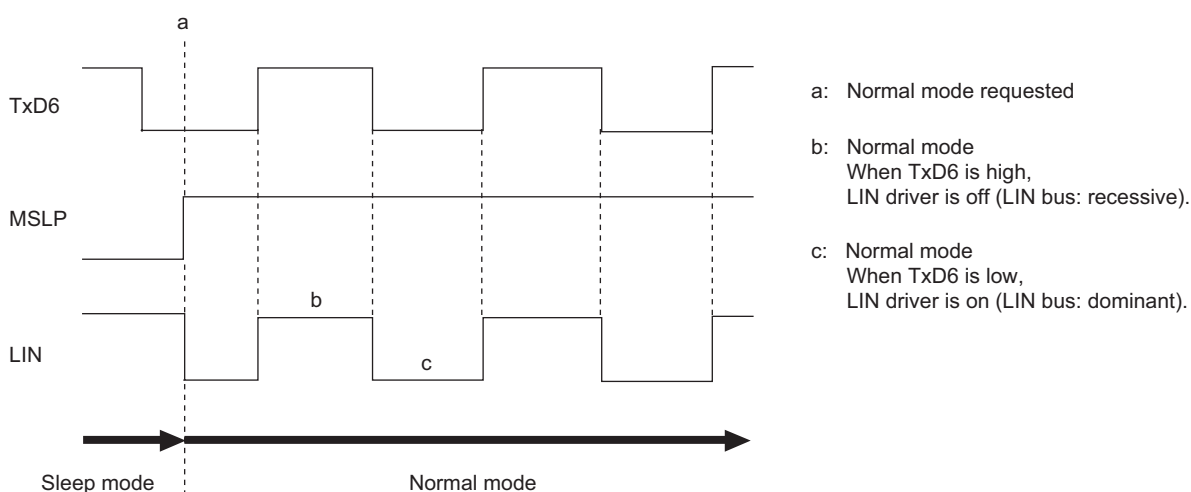 a
TxD6
MSLP
LIN
b
c
Sleep mode
Normal mode
a: Normal mode requested
b: Normal mode
When TxD6 is high,
LIN driver is off (LIN bus: recessive).
c: Normal mode
When TxD6 is low,
LIN driver is on (LIN bus: dominant).